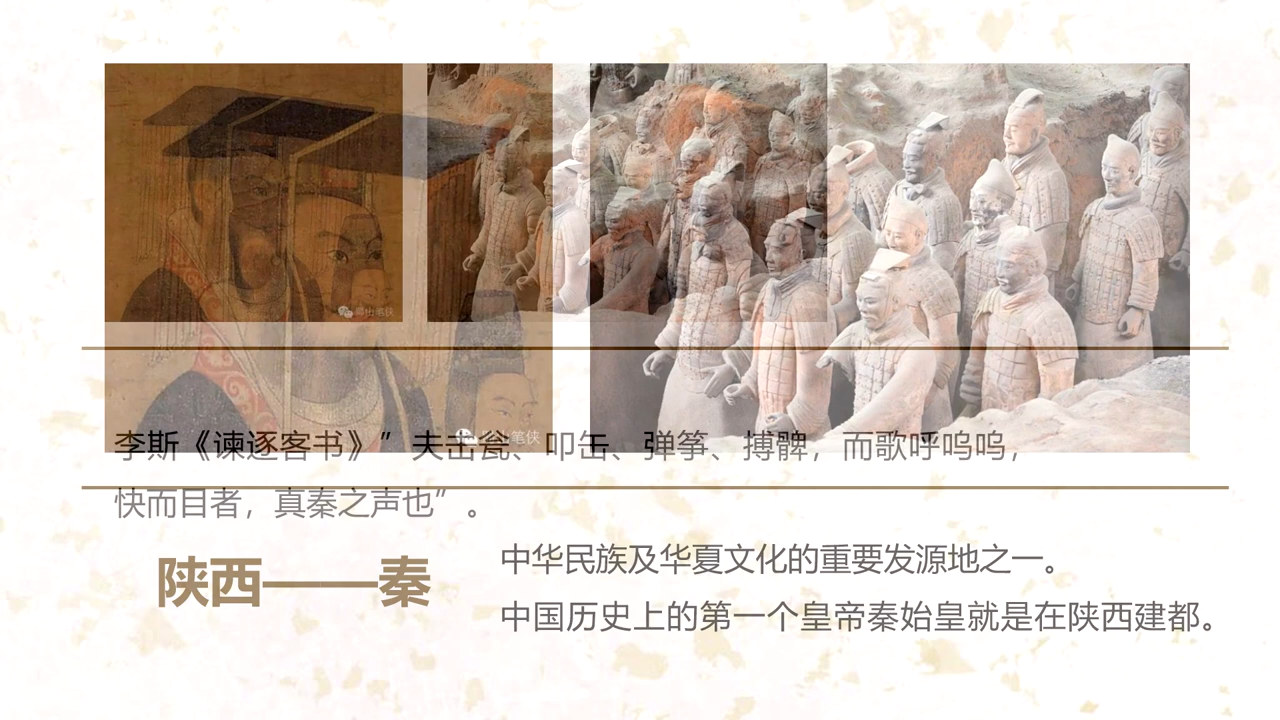 李斯《谏逐客书》”夫击瓮、叩缶、弹筝、搏髀，而歌呼呜呜，
快而目者，真秦之声也”。
陕西——秦
中华民族及华夏文化的重要发源地之一。
中国历史上的第一个皇帝秦始皇就是在陕西建都。